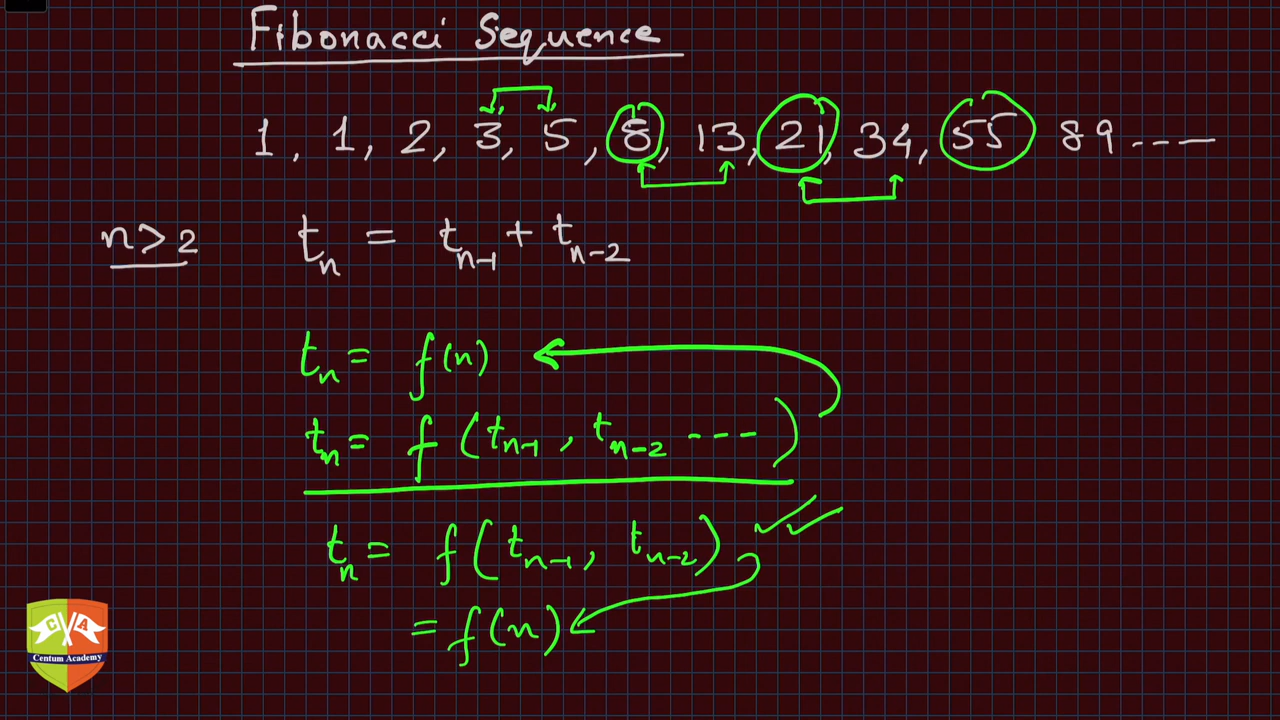 Fibonacci Sequence
1, 1, 2, 3, 5, 8, 13, 21, 34, 55 89 ----
n>2 tₙ = tₙ₋₁ + tₙ₋₂
tₙ = f(n)
tₙ = f(tₙ₋₁, tₙ₋₂ ----)
tₙ = f(tₙ₋₁, tₙ₋₂)
= f(n)
C A
Centum Academy